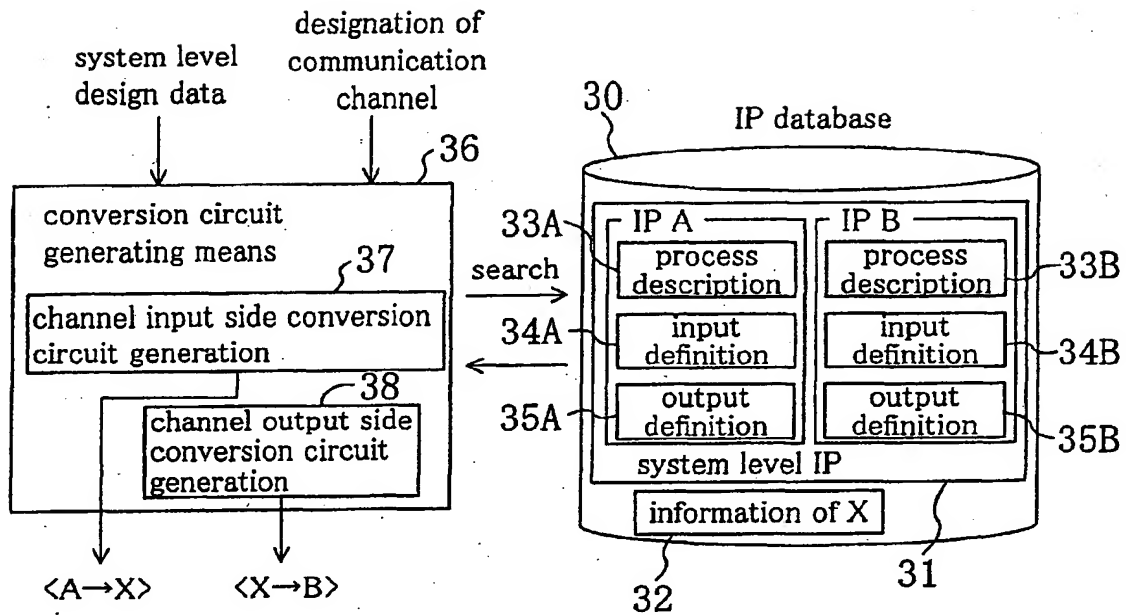 system level
design data
designation of
communication
channel
36
conversion circuit
generating means
37
channel input side conversion
circuit generation
38
channel output side
conversion circuit
generation
<A→X>
<X→B>
search
30
IP database
IP A
33A
process
description
34A
input
definition
35A
output
definition
IP B
process
description
33B
input
definition
34B
output
definition
35B
system level IP
31
information of X
32